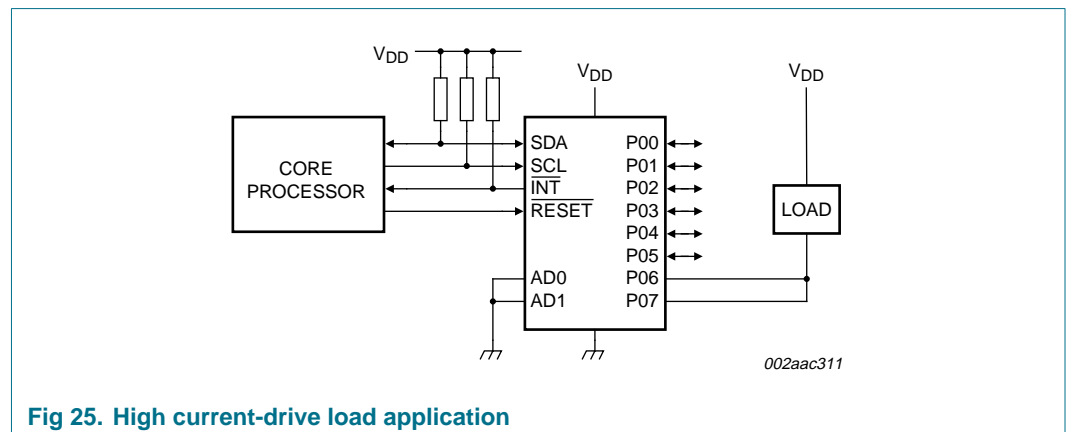 VDD
VDD
VDD
CORE
PROCESSOR
SDA
SCL
INT
RESET
AD0
AD1
P00
P01
P02
P03
P04
P05
P06
P07
LOAD
002aac311
Fig 25. High current-drive load application